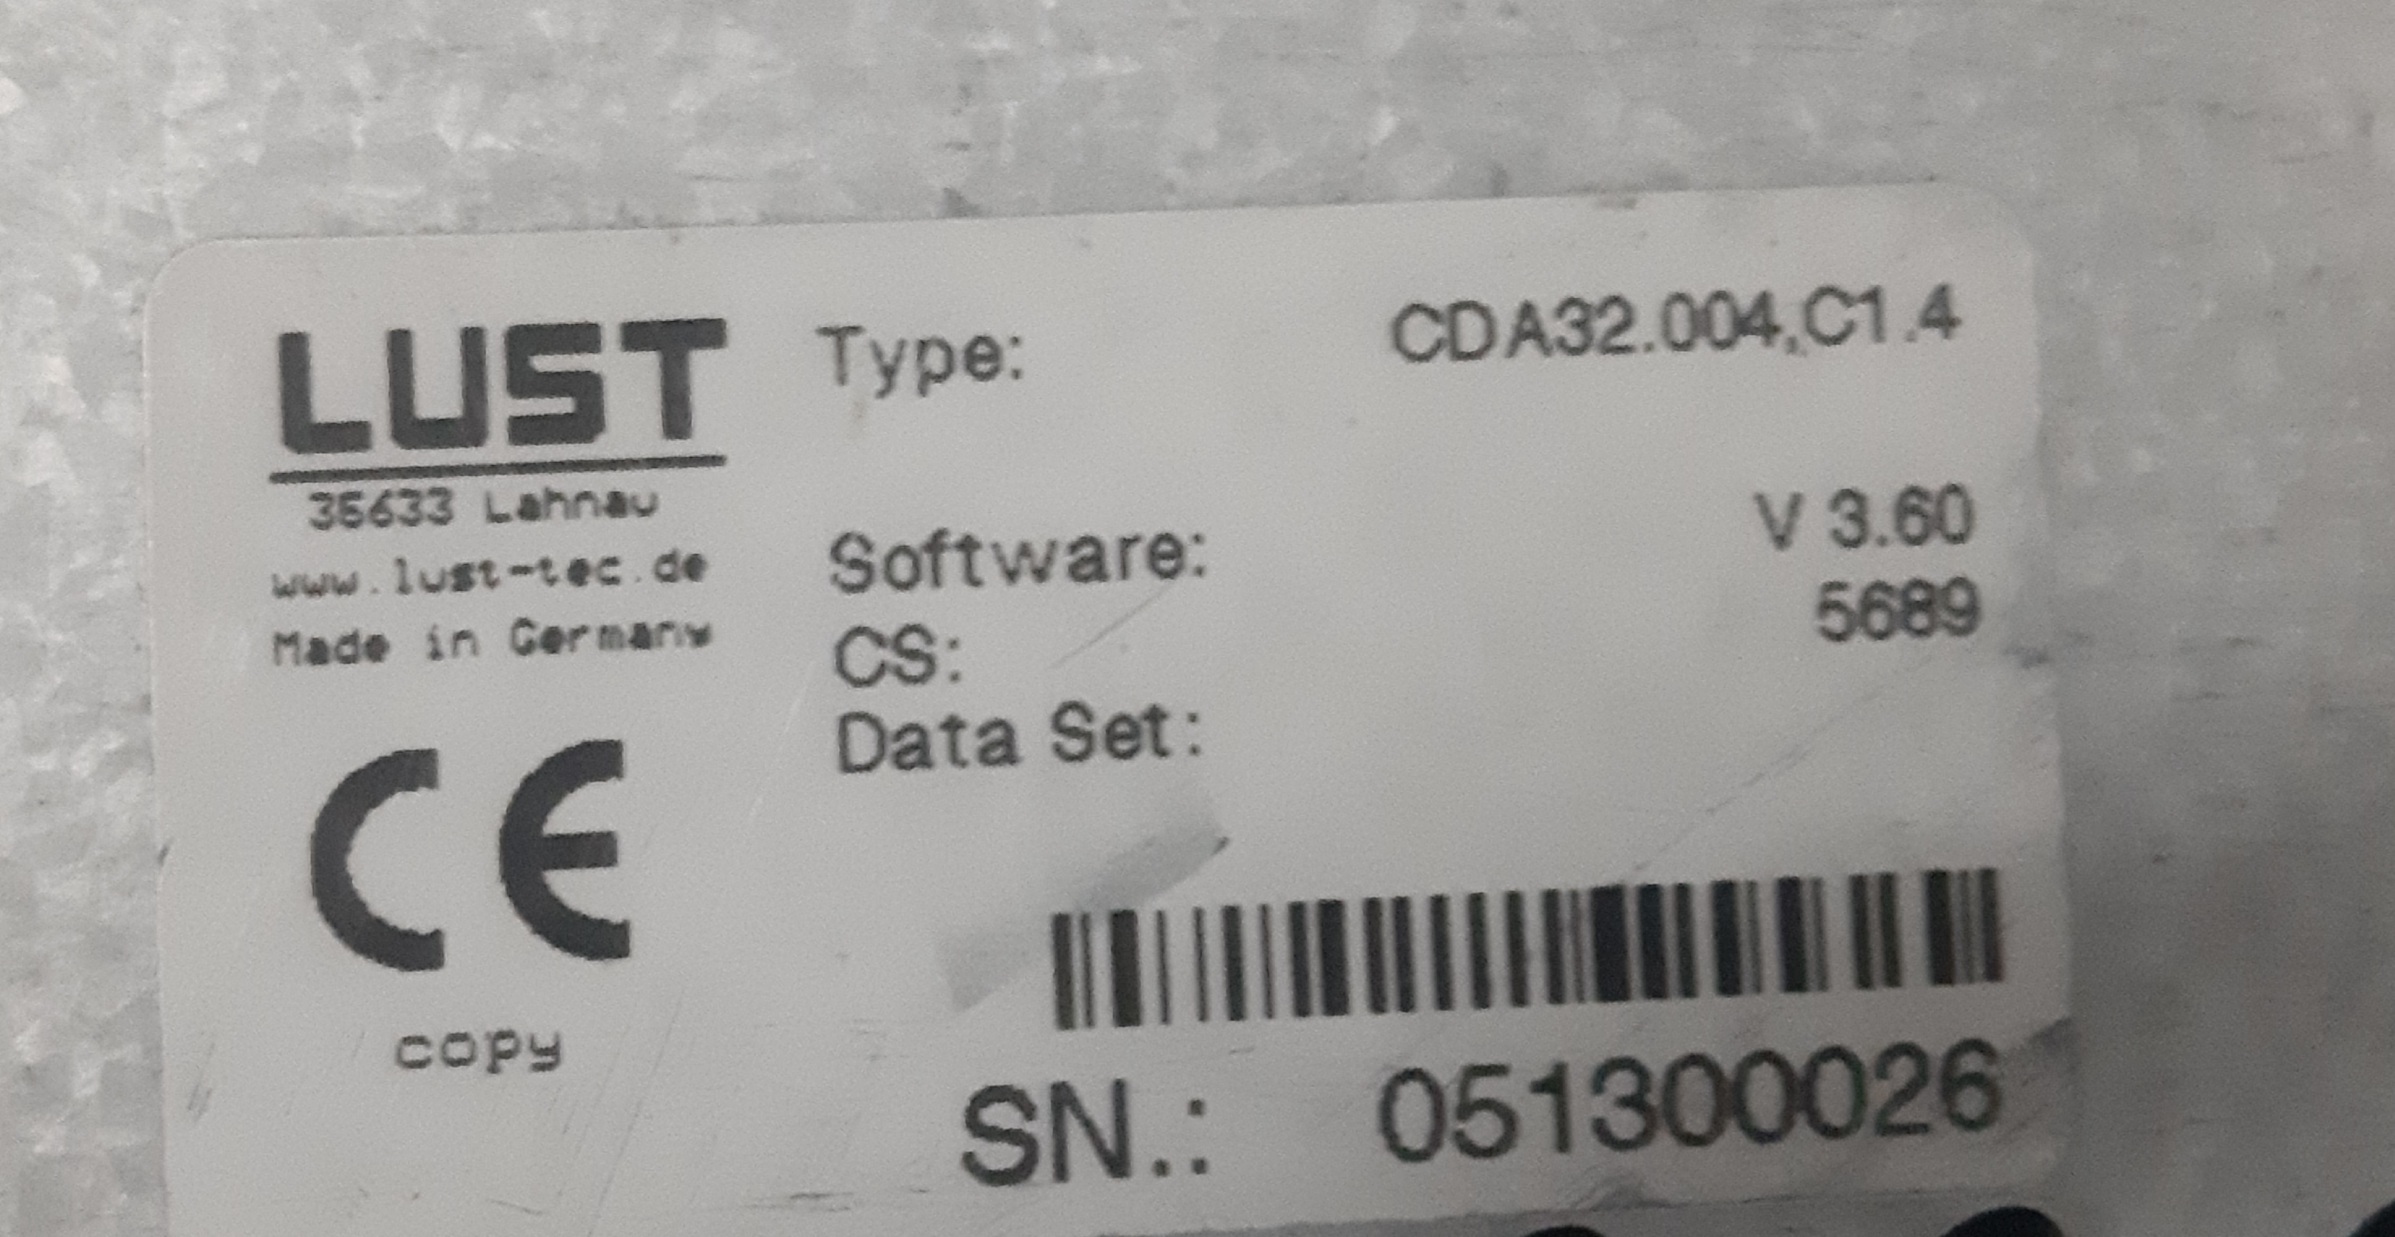 LUST
35633 Lahnau
www.lust-tec.de
Made in Germany
CE
copy
Type: CDA32.004,C1.4
Software: V 3.60
CS: 5689
Data Set:
SN.: 051300026